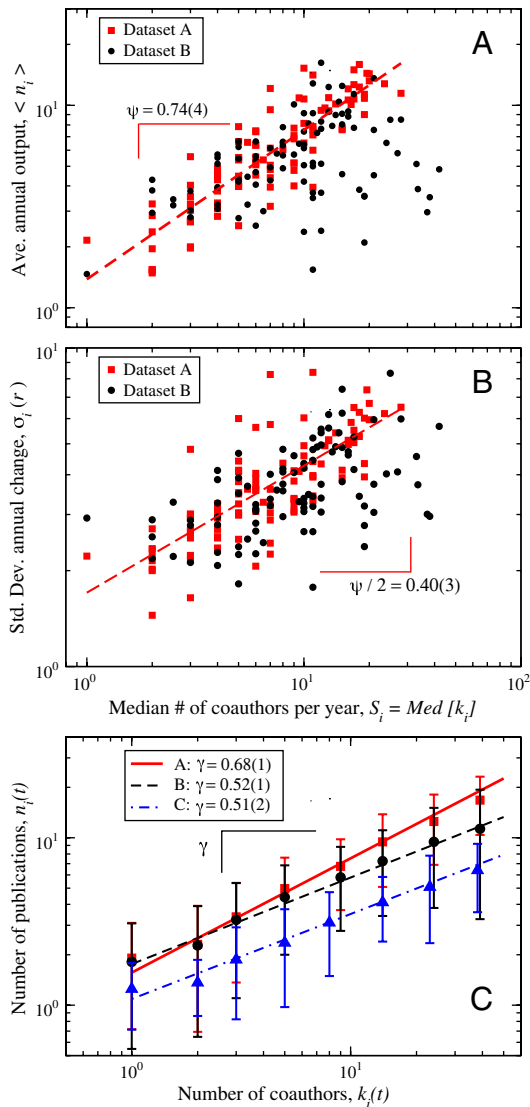 A
Dataset A
Dataset B
ψ = 0.74(4)
Ave. annual output, < n_i >
10^1
10^0
B
Dataset A
Dataset B
ψ / 2 = 0.40(3)
Std. Dev. annual change, σ_i (r)
10^1
10^0
10^0 10^1
Median # of coauthors per year, S_i = Med [k_i]
A: γ = 0.68(1)
B: γ = 0.52(1)
C: γ = 0.51(2)
γ
C
Number of publications, n_i(t)
10^1
10^0
10^0 10^1
Number of coauthors, k_i(t)